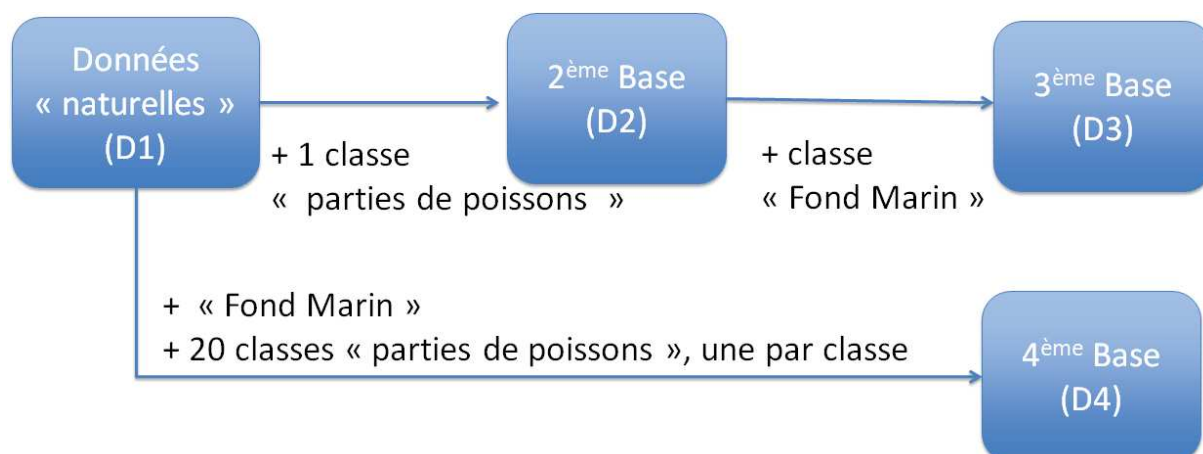 Données
« naturelles »
(D1)
2ème Base
(D2)
3ème Base
(D3)
+ 1 classe
« parties de poissons »
+ classe
« Fond Marin »
+ « Fond Marin »
+ 20 classes « parties de poissons », une par classe
4ème Base
(D4)